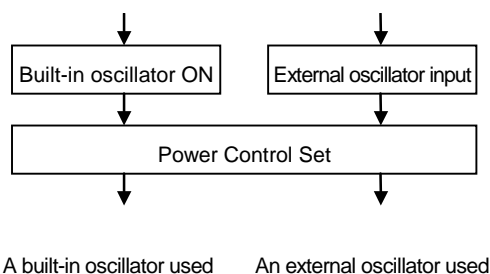 Built-in oscillator ON
External oscillator input
Power Control Set
A built-in oscillator used
An external oscillator used